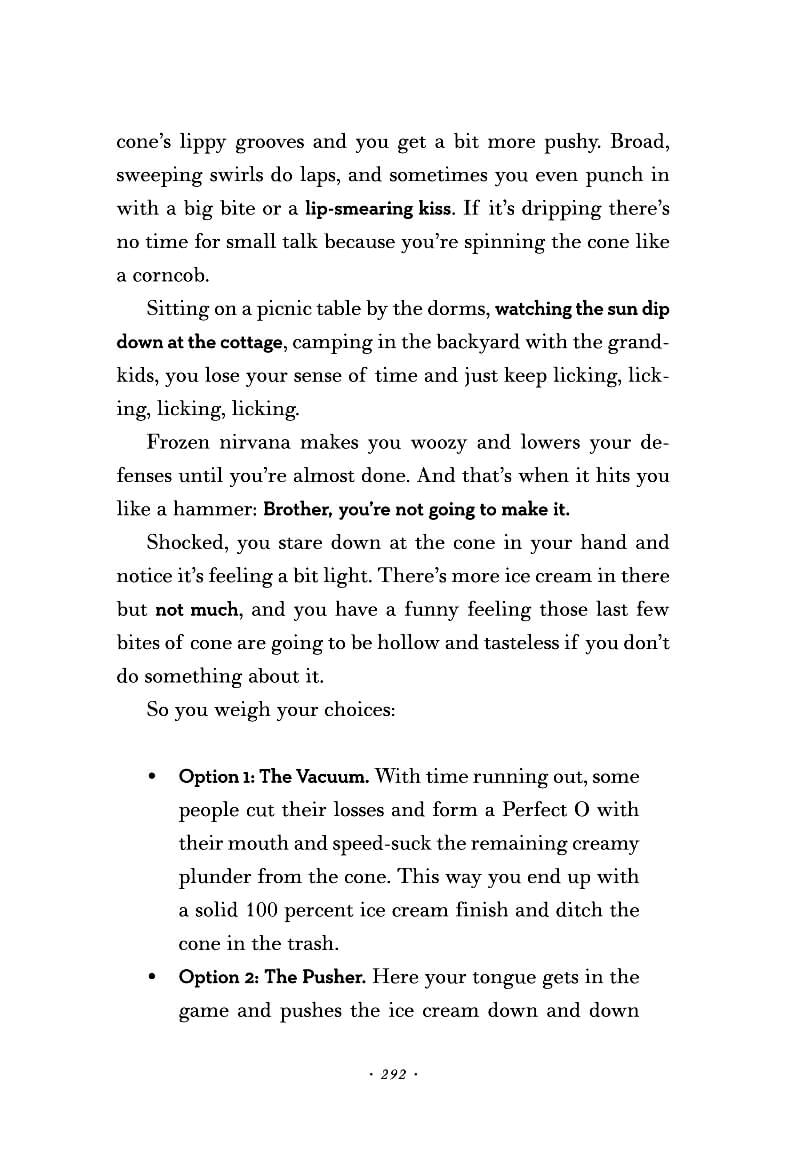 cone’s lippy grooves and you get a bit more pushy. Broad,
sweeping swirls do laps, and sometimes you even punch in
with a big bite or a lip-smearing kiss. If it’s dripping there’s
no time for small talk because you’re spinning the cone like
a corncob.
Sitting on a picnic table by the dorms, watching the sun dip
down at the cottage, camping in the backyard with the grand-
kids, you lose your sense of time and just keep licking, lick-
ing, licking, licking.
Frozen nirvana makes you woozy and lowers your de-
fenses until you’re almost done. And that’s when it hits you
like a hammer: Brother, you’re not going to make it.
Shocked, you stare down at the cone in your hand and
notice it’s feeling a bit light. There’s more ice cream in there
but not much, and you have a funny feeling those last few
bites of cone are going to be hollow and tasteless if you don’t
do something about it.
So you weigh your choices:
• Option 1: The Vacuum. With time running out, some
people cut their losses and form a Perfect O with
their mouth and speed-suck the remaining creamy
plunder from the cone. This way you end up with
a solid 100 percent ice cream finish and ditch the
cone in the trash.
• Option 2: The Pusher. Here your tongue gets in the
game and pushes the ice cream down and down
· 292 ·